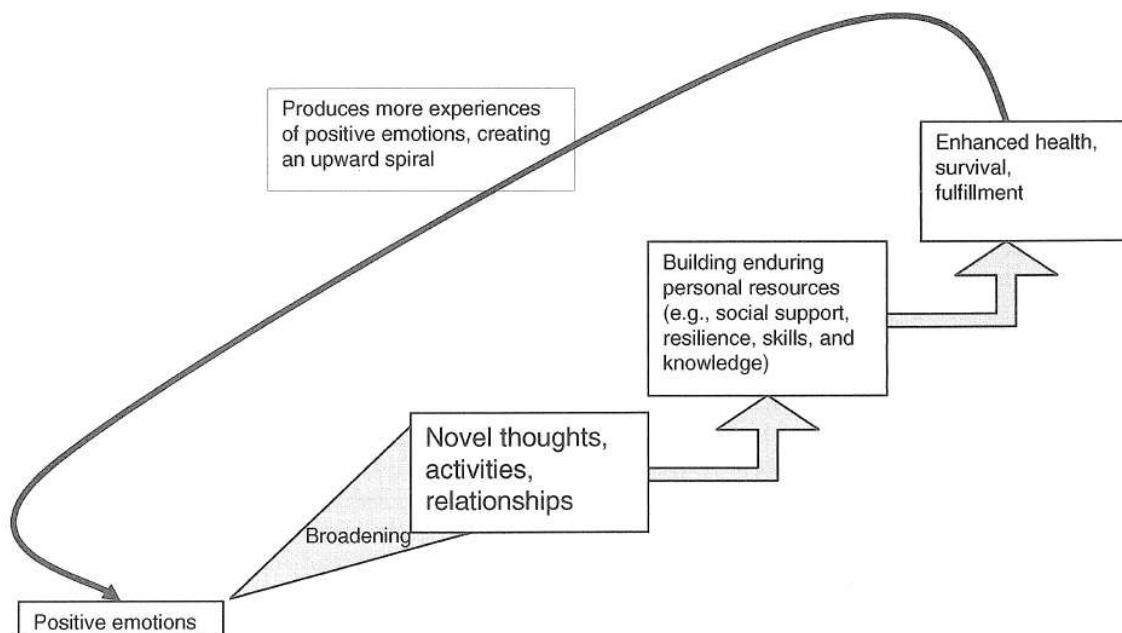 Produces more experiences
of positive emotions, creating
an upward spiral
Enhanced health,
survival,
fulfillment
Building enduring
personal resources
(e.g., social support,
resilience, skills, and
knowledge)
Novel thoughts,
activities,
relationships
Broadening
Positive emotions